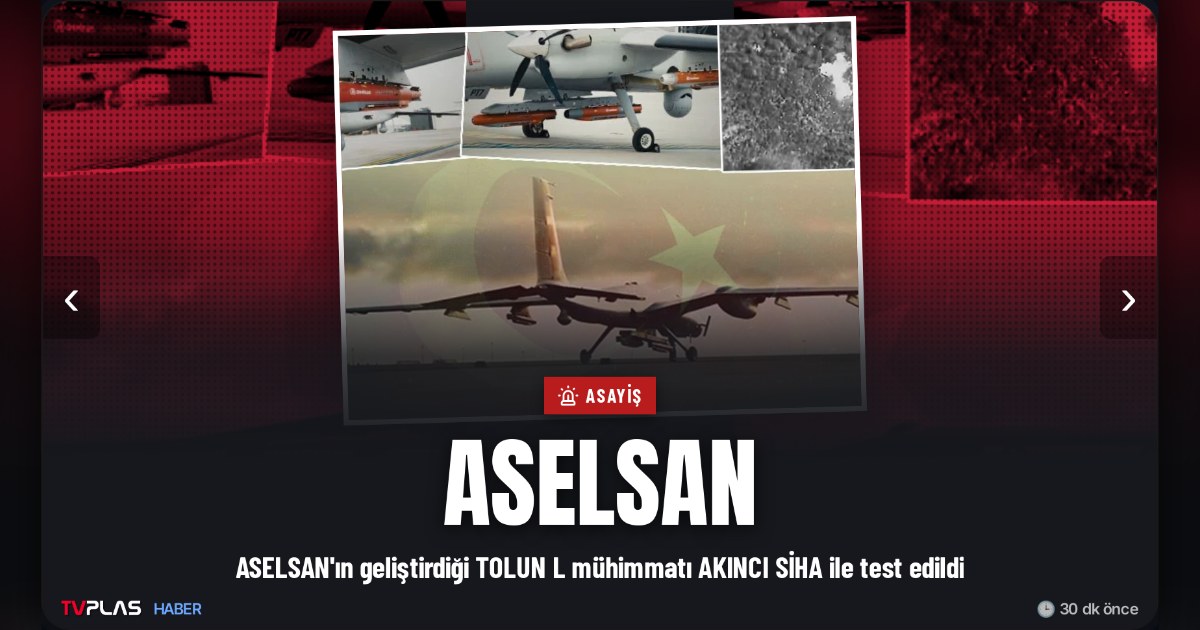 ASAYİŞ
ASELSAN
ASELSAN'ın geliştirdiği TOLUN L mühimmatı AKINCI SİHA ile test edildi
TVPLAS HABER
30 dk önce